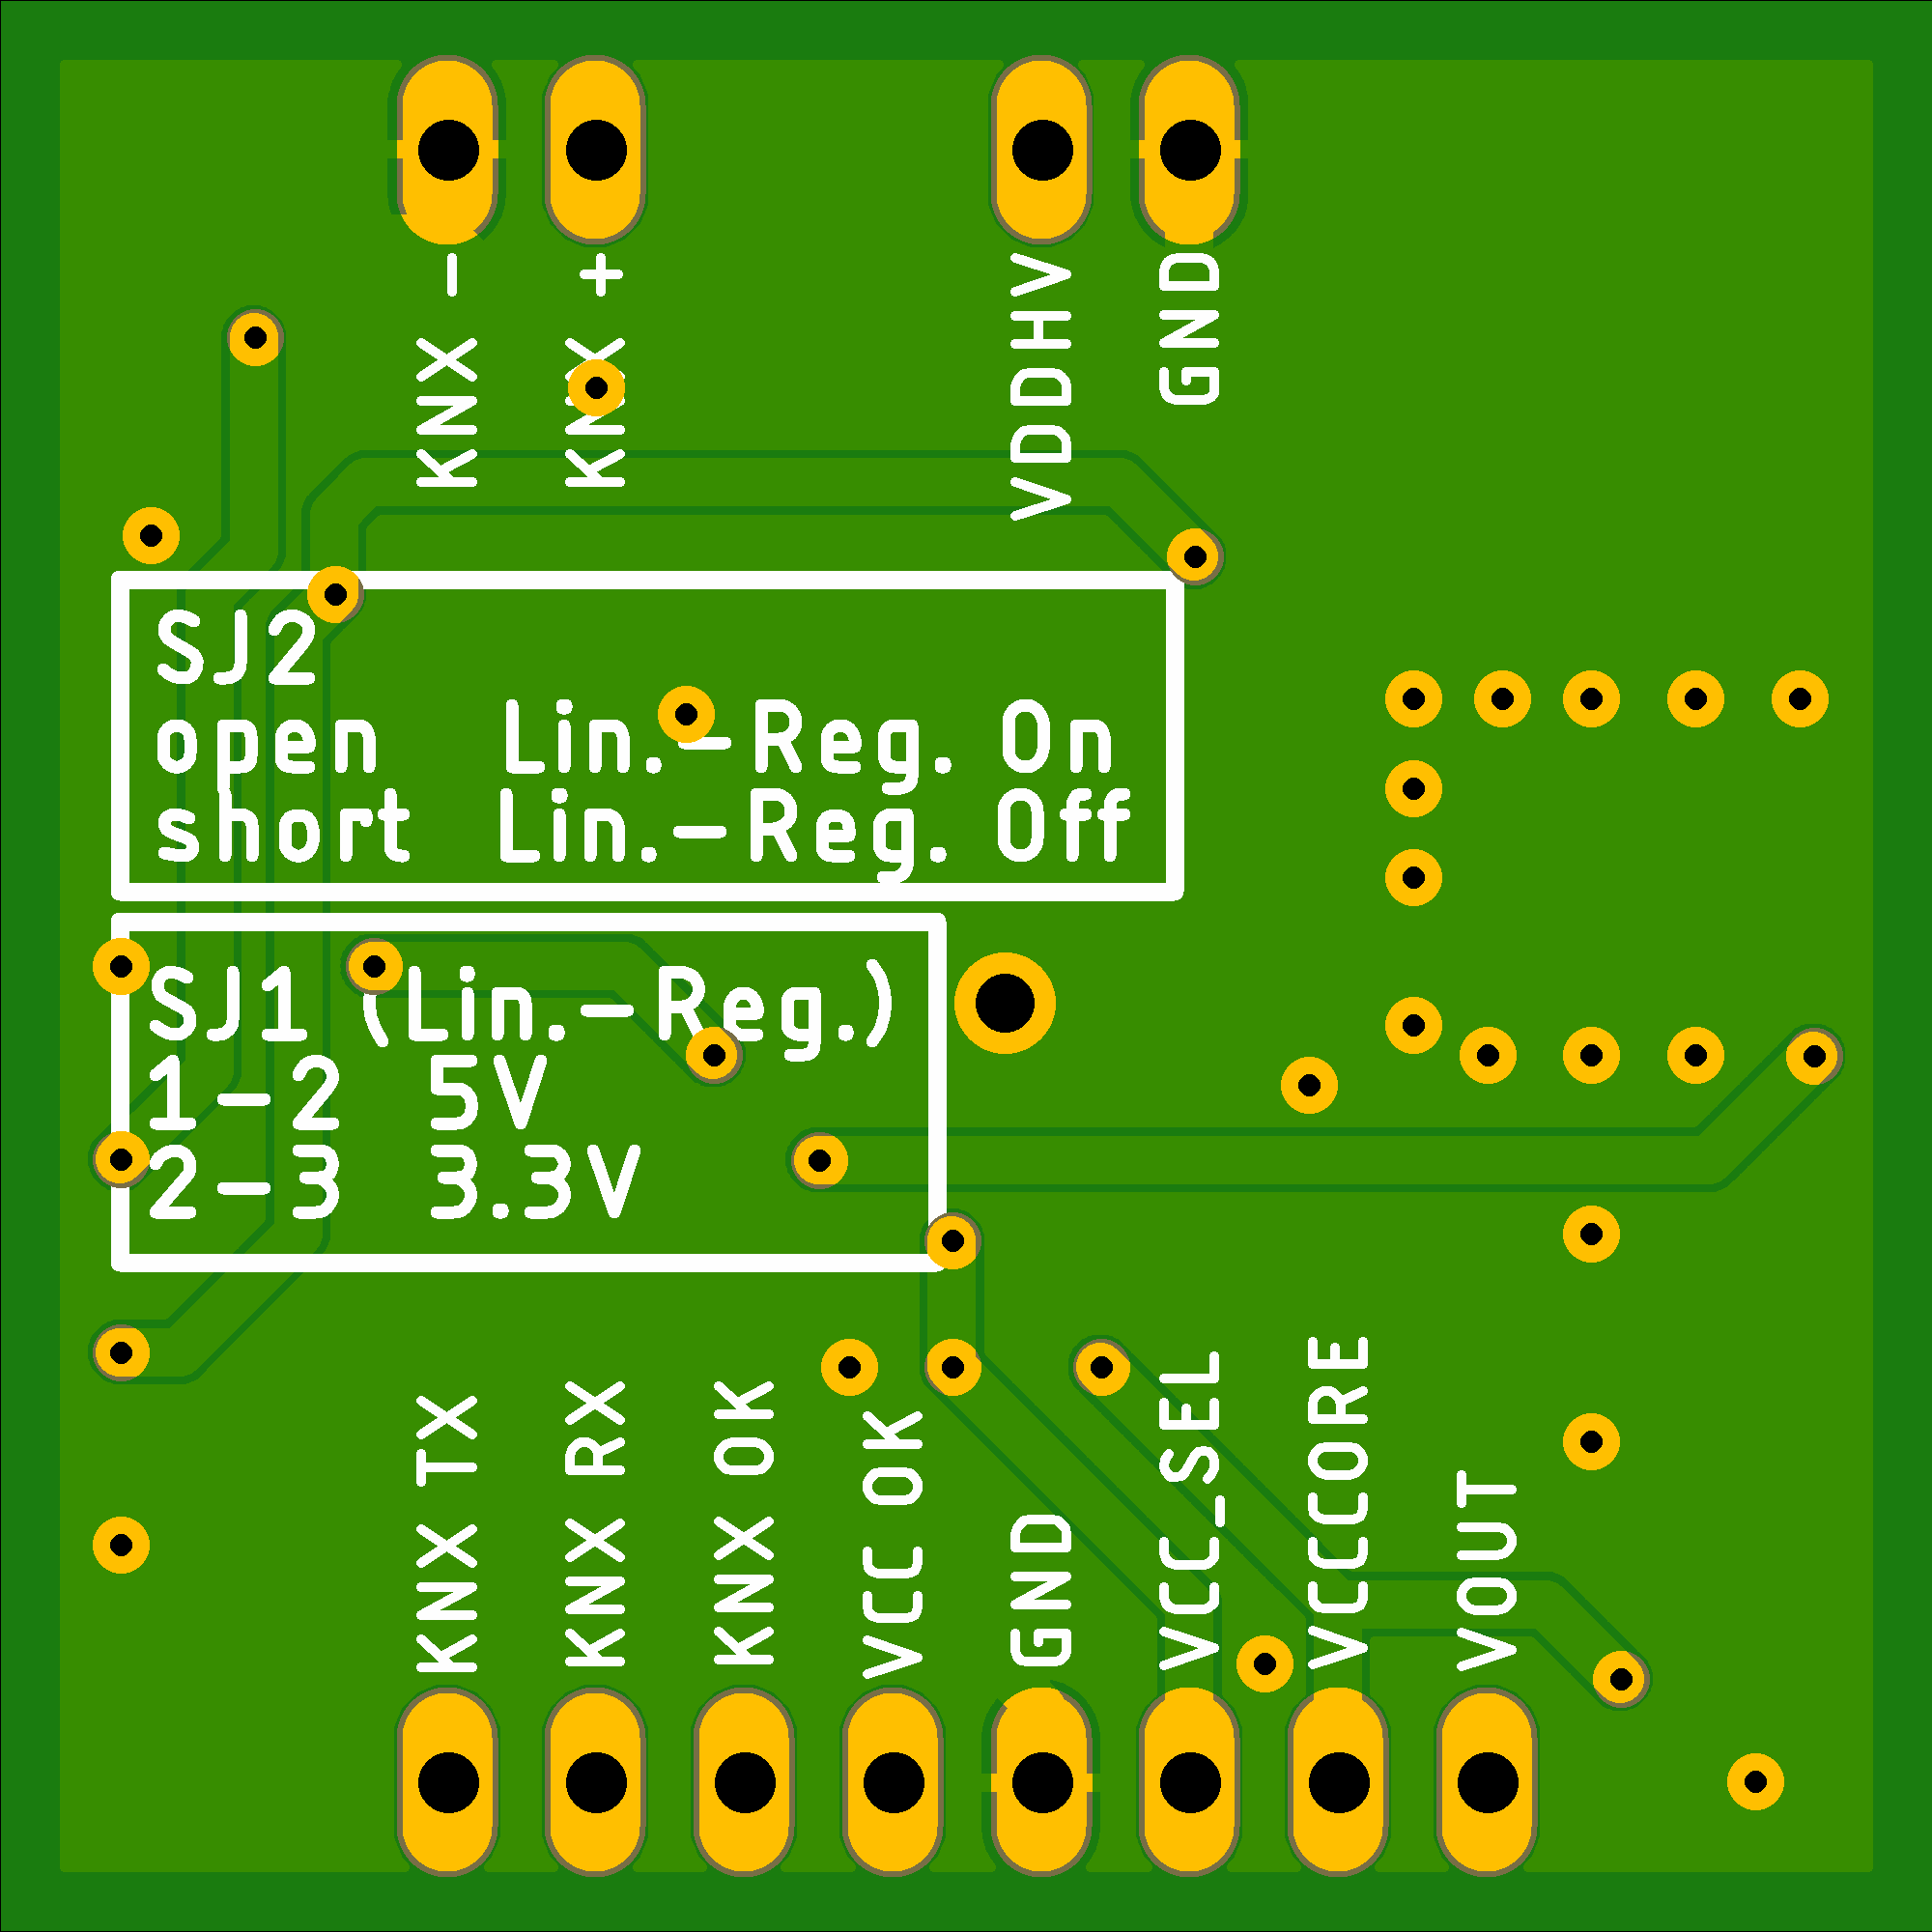 KNX -
KNX +
VDDHV
GND
SJ2
open Lin.-Reg. On
short Lin.-Reg. Off
SJ1 (Lin.-Reg.)
1-2 5V
2-3 3.3V
KNX TX
KNX RX
KNX OK
VCC OK
GND
VCC_SEL
VCCCORE
VOUT